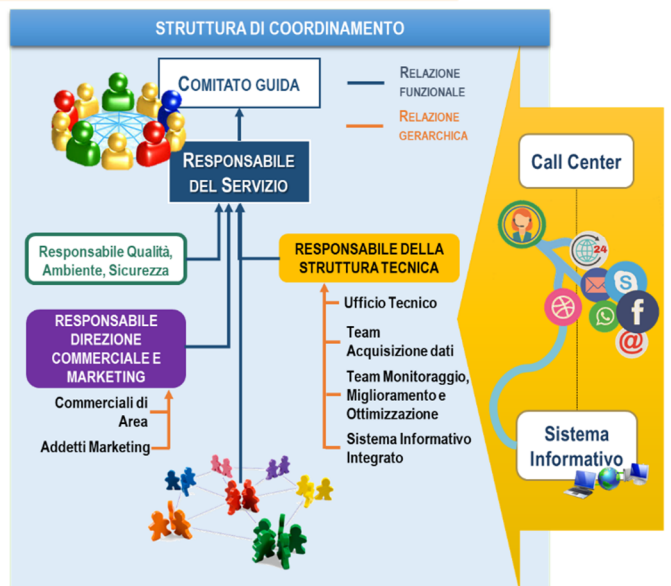 STRUTTURA DI COORDINAMENTO
COMITATO GUIDA
RELAZIONE
FUNZIONALE
RELAZIONE
GERARCHICA
RESPONSABILE
DEL SERVIZIO
Responsabile Qualità,
Ambiente, Sicurezza
RESPONSABILE DELLA
STRUTTURA TECNICA
RESPONSABILE
DIREZIONE
COMMERCIALE E
MARKETING
Commerciali di
Area
Addetti Marketing
Ufficio Tecnico
Team
Acquisizione dati
Team Monitoraggio,
Miglioramento e
Ottimizzazione
Sistema Informativo
Integrato
Call Center
24
S
f
@
Sistema
Informativo